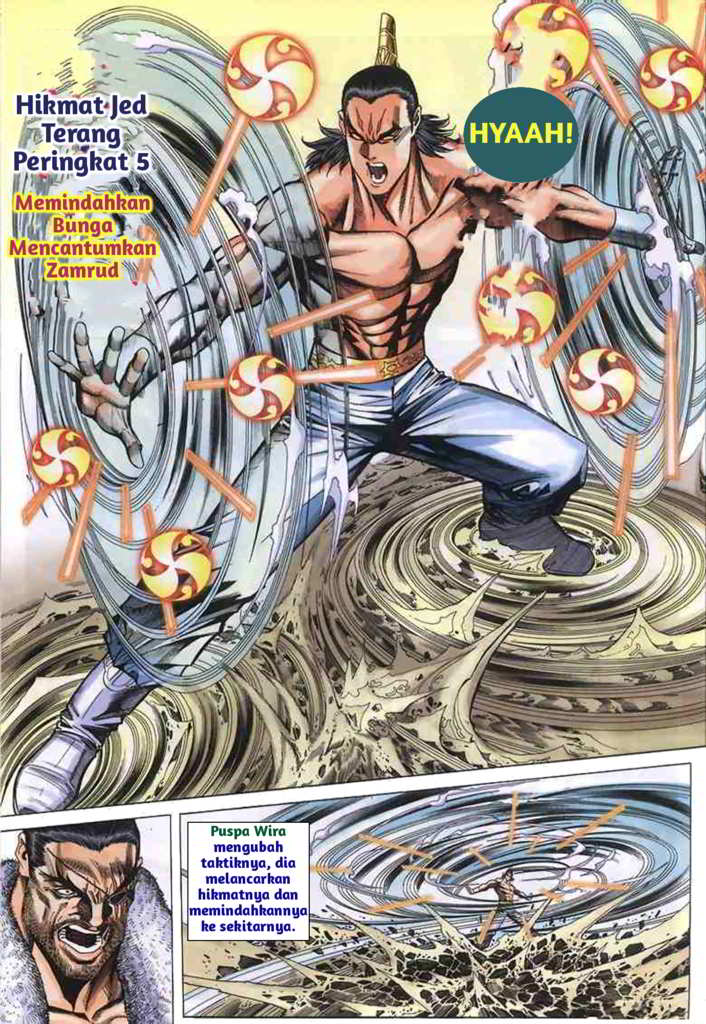 Hikmat Jed
Terang
Peringkat 5
HYAAH!
Memindahkan
Bunga
Mencantumkan
Zamrud
Puspa Wira
mengubah
taktiknya, dia
melancarkan
hikmatnya dan
memindahkannya
ke sekitarnya.